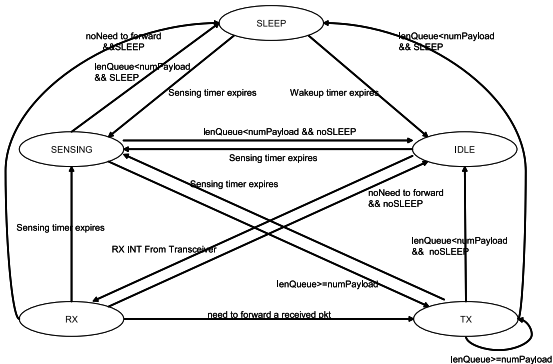 SLEEP
noNeed to forward
&&SLEEP
lenQueue<numPayload
&& SLEEP
lenQueue<numPayload
&& SLEEP
Sensing timer expires
Wakeup timer expires
lenQueue<numPayload && noSLEEP
SENSING
IDLE
Sensing timer expires
Sensing timer expires
noNeed to forward
&& noSLEEP
Sensing timer expires
RX INT From Transceiver
lenQueue<numPayload
&& noSLEEP
lenQueue>=numPayload
RX
need to forward a received pkt
TX
lenQueue>=numPayload